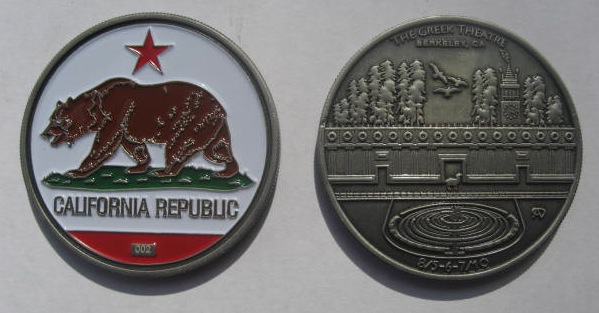 CALIFORNIA REPUBLIC
002
THE GREEK THEATRE
BERKELEY, CA
8/5-6-7/10